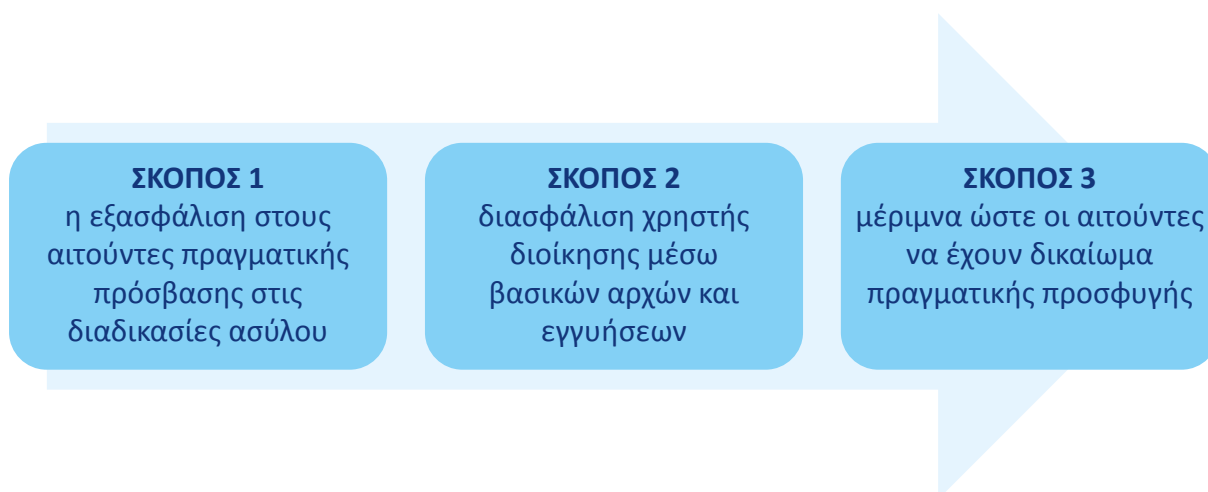 ΣΚΟΠΟΣ 1
η εξασφάλιση στους
αιτούντες πραγματικής
πρόσβασης στις
διαδικασίες ασύλου
ΣΚΟΠΟΣ 2
διασφάλιση χρηστής
διοίκησης μέσω
βασικών αρχών και
εγγυήσεων
ΣΚΟΠΟΣ 3
μέριμνα ώστε οι αιτούντες
να έχουν δικαίωμα
πραγματικής προσφυγής